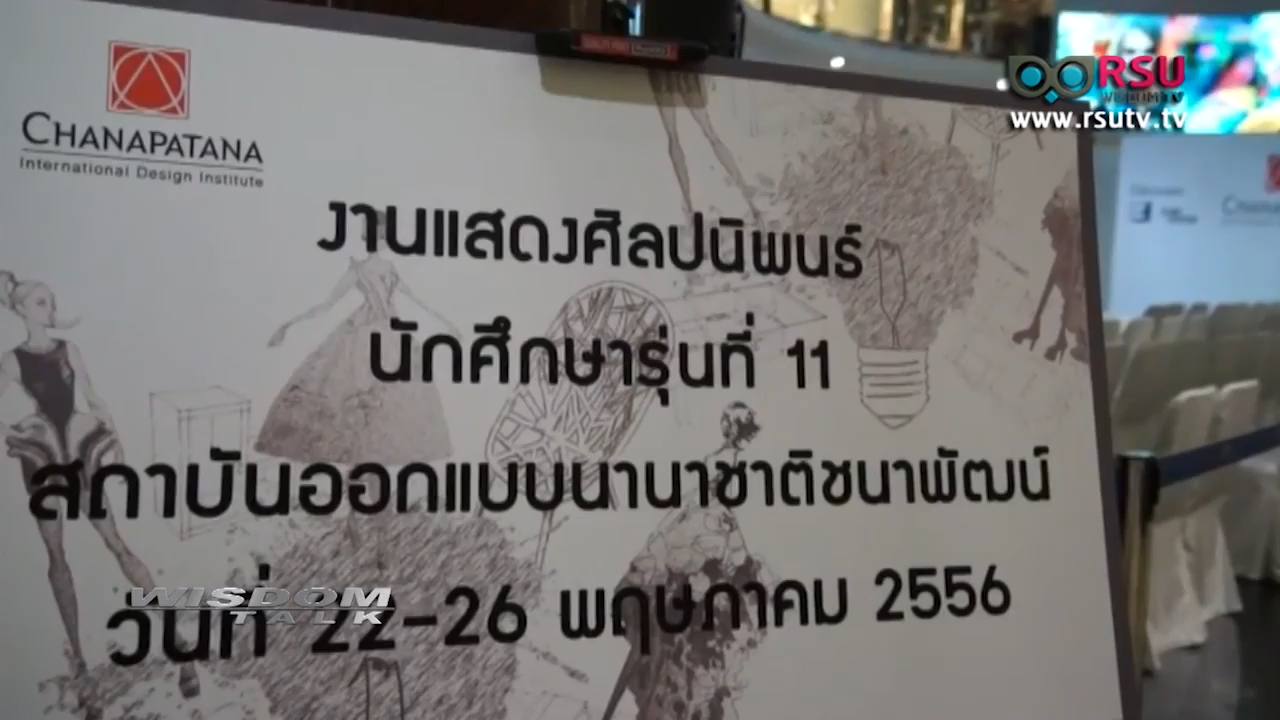 RSU
WISDOM TV
www.rsutv.tv
CHANAPATANA
International Design Institute
งานแสดงศิลปนิพนธ์
นักศึกษารุ่นที่ 11
สถาบันออกแบบนานาชาติชนาพัฒน์
วันที่ 22-26 พฤษภาคม 2556
WISDOM
TALK